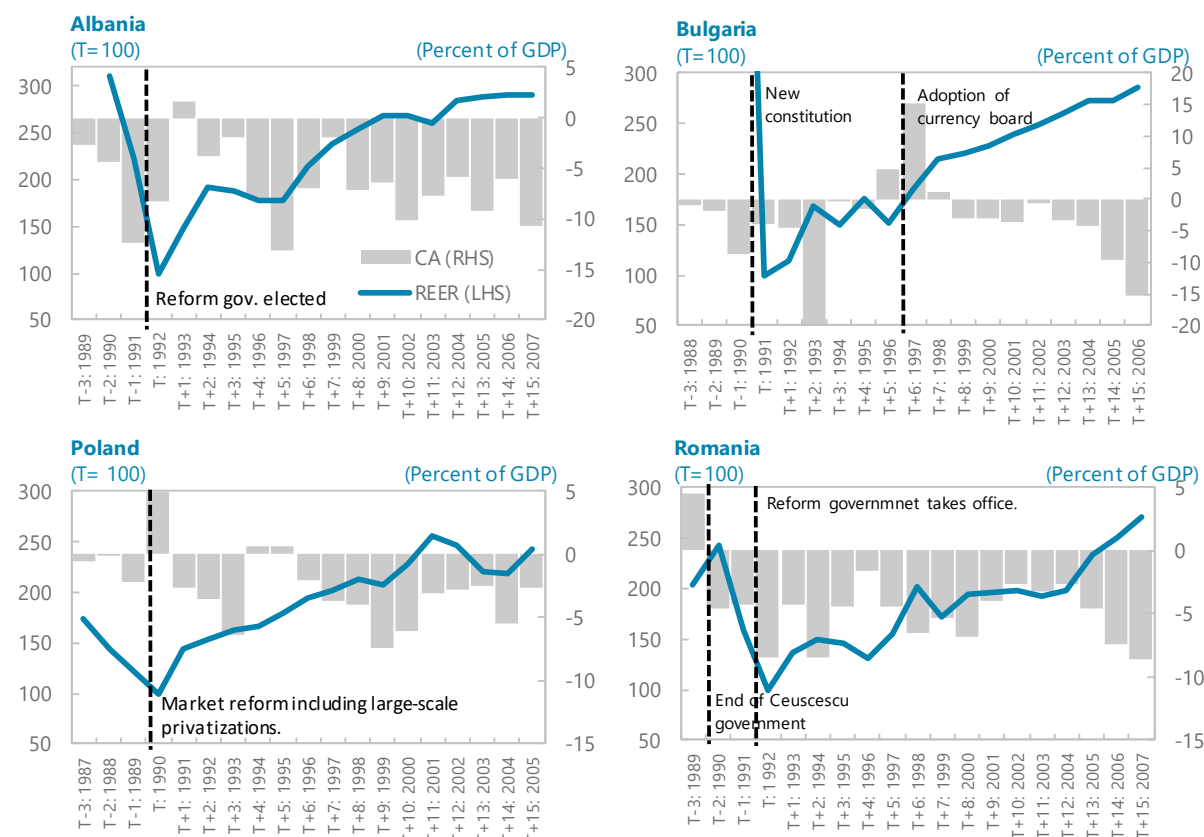 Albania
(T=100)
(Percent of GDP)
300
250
200
150
100
50
5
0
-5
-10
-15
-20
CA (RHS)
REER (LHS)
Reform gov. elected
T-3: 1989
T-2: 1990
T-1: 1991
T: 1992
T+1: 1993
T+2: 1994
T+3: 1995
T+4: 1996
T+5: 1997
T+6: 1998
T+7: 1999
T+8: 2000
T+9: 2001
T+10: 2002
T+11: 2003
T+12: 2004
T+13: 2005
T+14: 2006
T+15: 2007
Bulgaria
(T=100)
(Percent of GDP)
300
250
200
150
100
50
20
15
10
5
0
-5
-10
-15
-20
New
constitution
Adoption of
currency board
T-3: 1988
T-2: 1989
T-1: 1990
T: 1991
T+1: 1992
T+2: 1993
T+3: 1994
T+4: 1995
T+5: 1996
T+6: 1997
T+7: 1998
T+8: 1999
T+9: 2000
T+10: 2001
T+11: 2002
T+12: 2003
T+13: 2004
T+14: 2005
T+15: 2006
Poland
(T= 100)
(Percent of GDP)
300
250
200
150
100
50
5
0
-5
-10
-15
Market reform including large-scale
privatizations.
T-3: 1987
T-2: 1988
T-1: 1989
T: 1990
T+1: 1991
T+2: 1992
T+3: 1993
T+4: 1994
T+5: 1995
T+6: 1996
T+7: 1997
T+8: 1998
T+9: 1999
T+10: 2000
T+11: 2001
T+12: 2002
T+13: 2003
T+14: 2004
T+15: 2005
Romania
(T=100)
(Percent of GDP)
300
250
200
150
100
50
5
0
-5
-10
-15
Reform governmnet takes office.
End of Ceuscescu
government
T-3: 1989
T-2: 1990
T-1: 1991
T: 1992
T+1: 1993
T+2: 1994
T+3: 1995
T+4: 1996
T+5: 1997
T+6: 1998
T+7: 1999
T+8: 2000
T+9: 2001
T+10: 2002
T+11: 2003
T+12: 2004
T+13: 2005
T+14: 2006
T+15: 2007